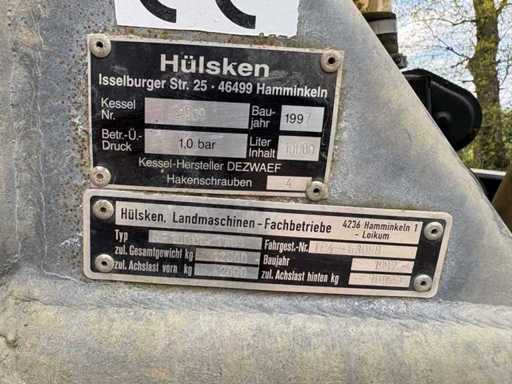 CE
Hülsken
Isselburger Str. 25 · 46499 Hamminkeln
Kessel Nr. Bau- jahr 199
Betr.-Ü.- Druck 1,0 bar Liter Inhalt
Kessel-Hersteller DEZWAEF
Hakenschrauben 4
Hülsken, Landmaschinen-Fachbetriebe 4236 Hamminkeln 1 - Loikum
Typ Fahrgest.-Nr.
zul. Gesamtgewicht kg Baujahr
zul. Achslast vorn kg zul. Achslast hinten kg